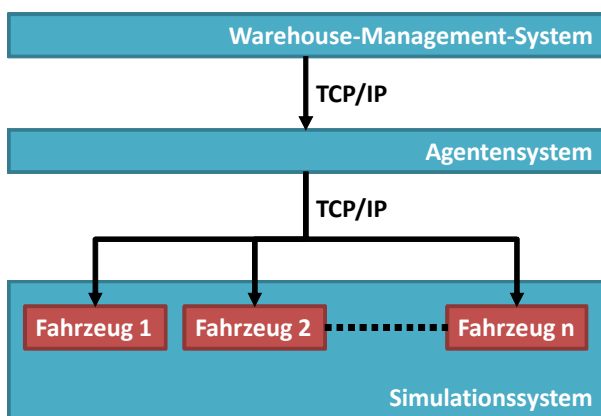 Warehouse-Management-System
TCP/IP
Agentensystem
TCP/IP
Fahrzeug 1
Fahrzeug 2
Fahrzeug n
Simulationssystem